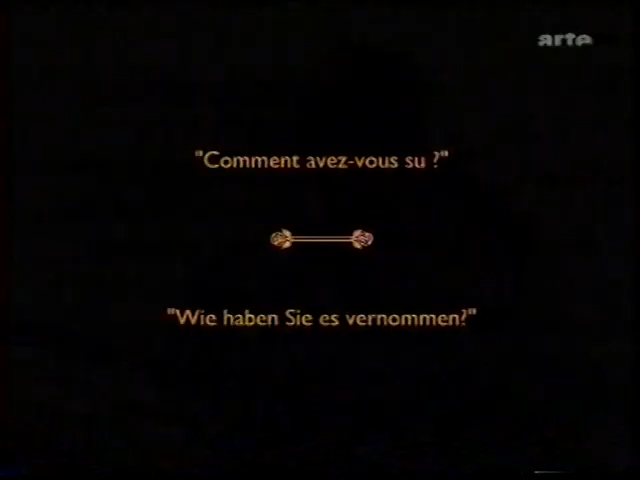 arte
"Comment avez-vous su ?"
"Wie haben Sie es vernommen?"